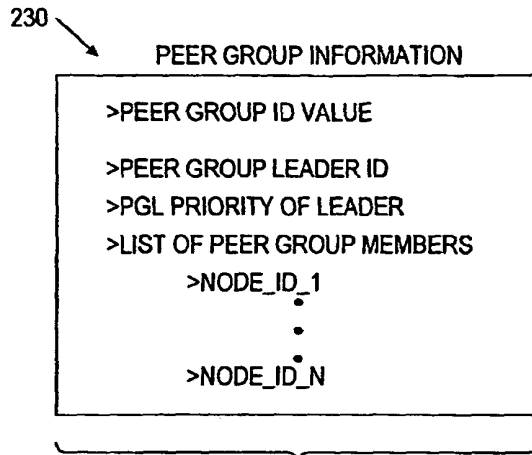 230
PEER GROUP INFORMATION
>PEER GROUP ID VALUE
>PEER GROUP LEADER ID
>PGL PRIORITY OF LEADER
>LIST OF PEER GROUP MEMBERS
>NODE_ID_1
>NODE_ID_N